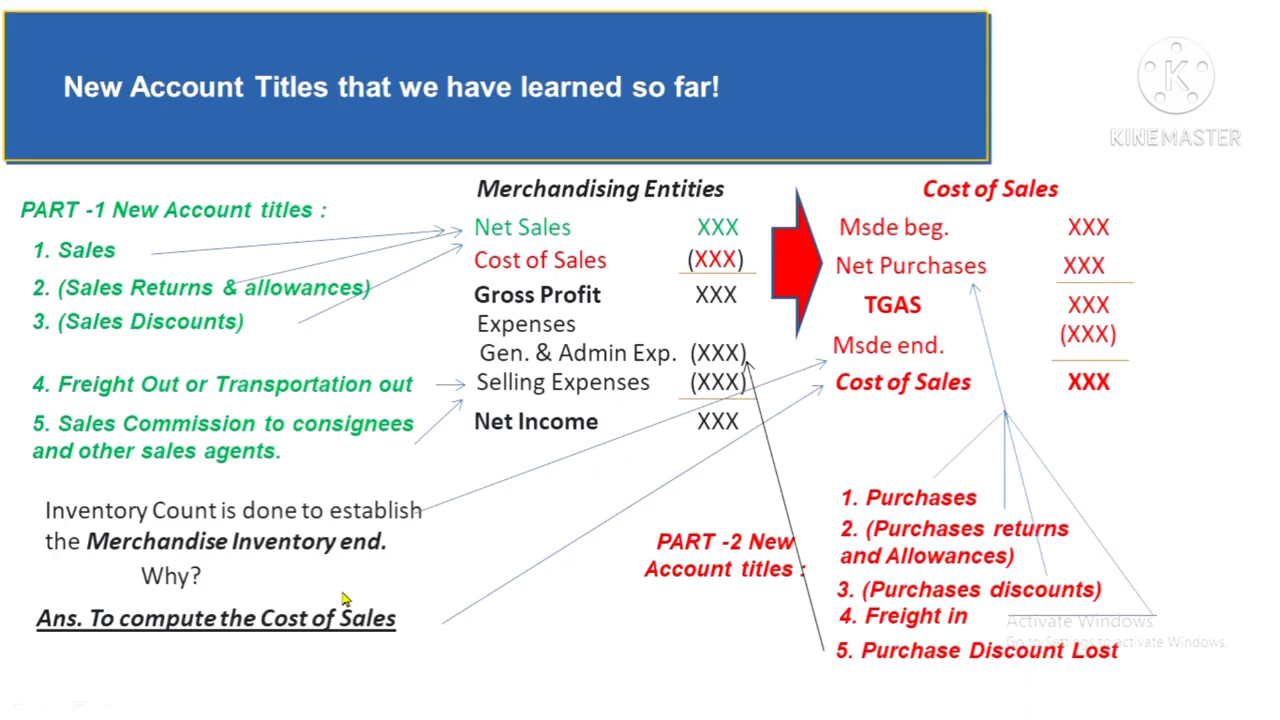 New Account Titles that we have learned so far!
KINEMASTER
PART -1 New Account titles :
1. Sales
2. (Sales Returns & allowances)
3. (Sales Discounts)
4. Freight Out or Transportation out
5. Sales Commission to consignees
and other sales agents.
Inventory Count is done to establish
the Merchandise Inventory end.
Why?
Ans. To compute the Cost of Sales
Merchandising Entities
Net Sales XXX
Cost of Sales (XXX)
Gross Profit XXX
Expenses
Gen. & Admin Exp. (XXX)
Selling Expenses (XXX)
Net Income XXX
Cost of Sales
Msde beg. XXX
Net Purchases XXX
TGAS XXX
Msde end. (XXX)
Cost of Sales XXX
PART -2 New
Account titles :
1. Purchases
2. (Purchases returns
and Allowances)
3. (Purchases discounts)
4. Freight in
5. Purchase Discount Lost
Activate Windows
Go to Settings to activate Windows.